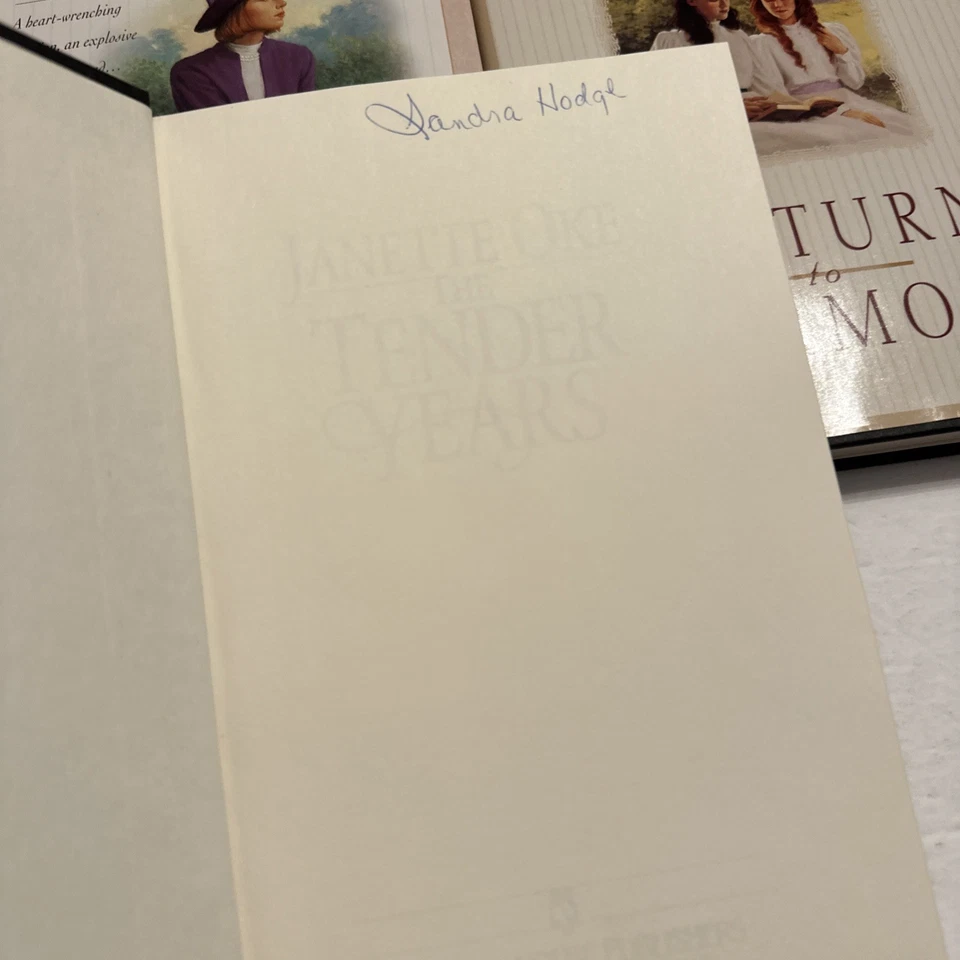 A heart-wrenching
an explosive
Sandra Hodge
JANETTE OKE
THE
TENDER
YEARS
TURN
to
MO